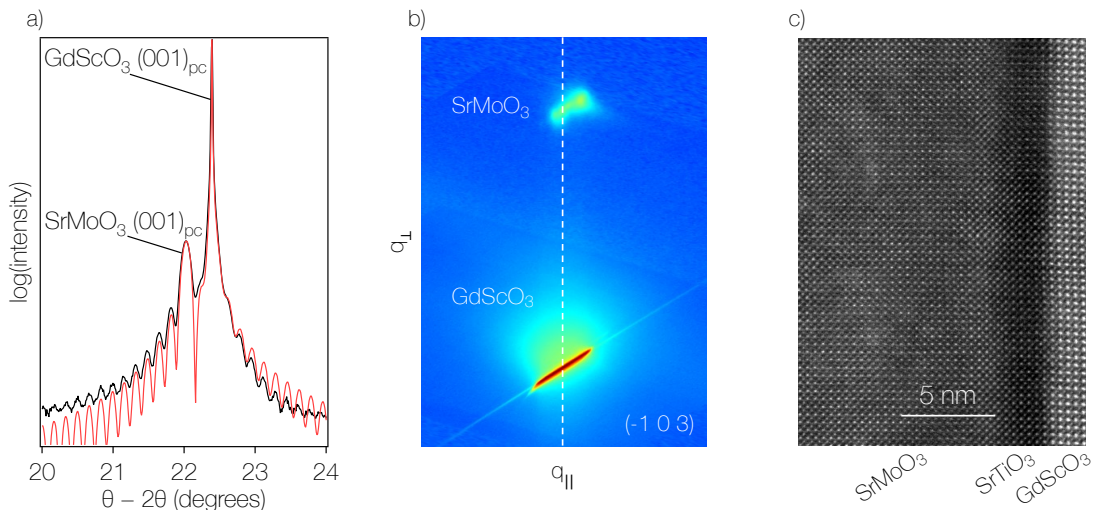 a)
GdScO₃ (001)pc
SrMoO₃ (001)pc
log(intensity)
20 21 22 23 24
θ – 2θ (degrees)
b)
SrMoO₃
GdScO₃
(-1 0 3)
q⊥
q||
c)
5 nm
SrMoO₃
SrTiO₃
GdScO₃